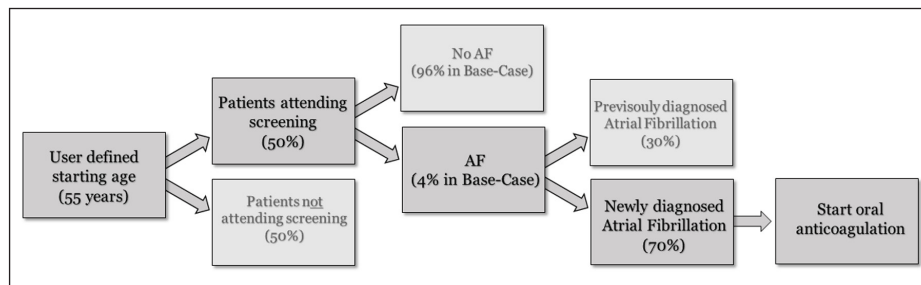 User defined
starting age
(55 years)
Patients attending
screening
(50%)
Patients not
attending screening
(50%)
No AF
(96% in Base-Case)
AF
(4% in Base-Case)
Previsouly diagnosed
Atrial Fibrillation
(30%)
Newly diagnosed
Atrial Fibrillation
(70%)
Start oral
anticoagulation